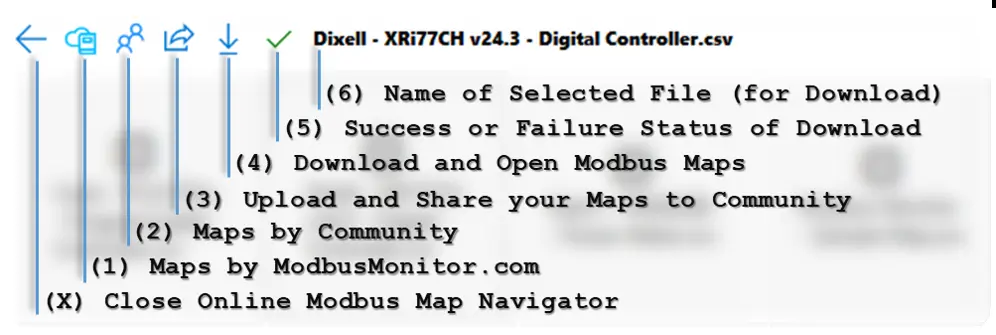 Dixell - XRi77CH v24.3 - Digital Controller.csv
(6) Name of Selected File (for Download)
(5) Success or Failure Status of Download
(4) Download and Open Modbus Maps
(3) Upload and Share your Maps to Community
(2) Maps by Community
(1) Maps by ModbusMonitor.com
(X) Close Online Modbus Map Navigator